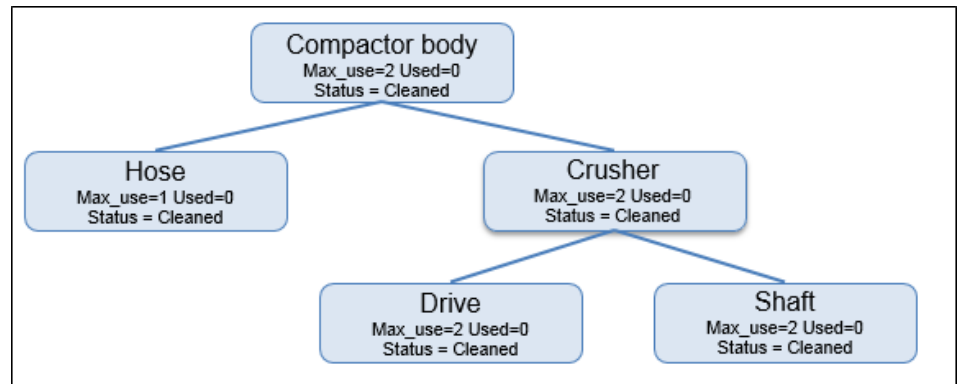 Compactor body
Max_use=2 Used=0
Status = Cleaned
Hose
Max_use=1 Used=0
Status = Cleaned
Crusher
Max_use=2 Used=0
Status = Cleaned
Drive
Max_use=2 Used=0
Status = Cleaned
Shaft
Max_use=2 Used=0
Status = Cleaned